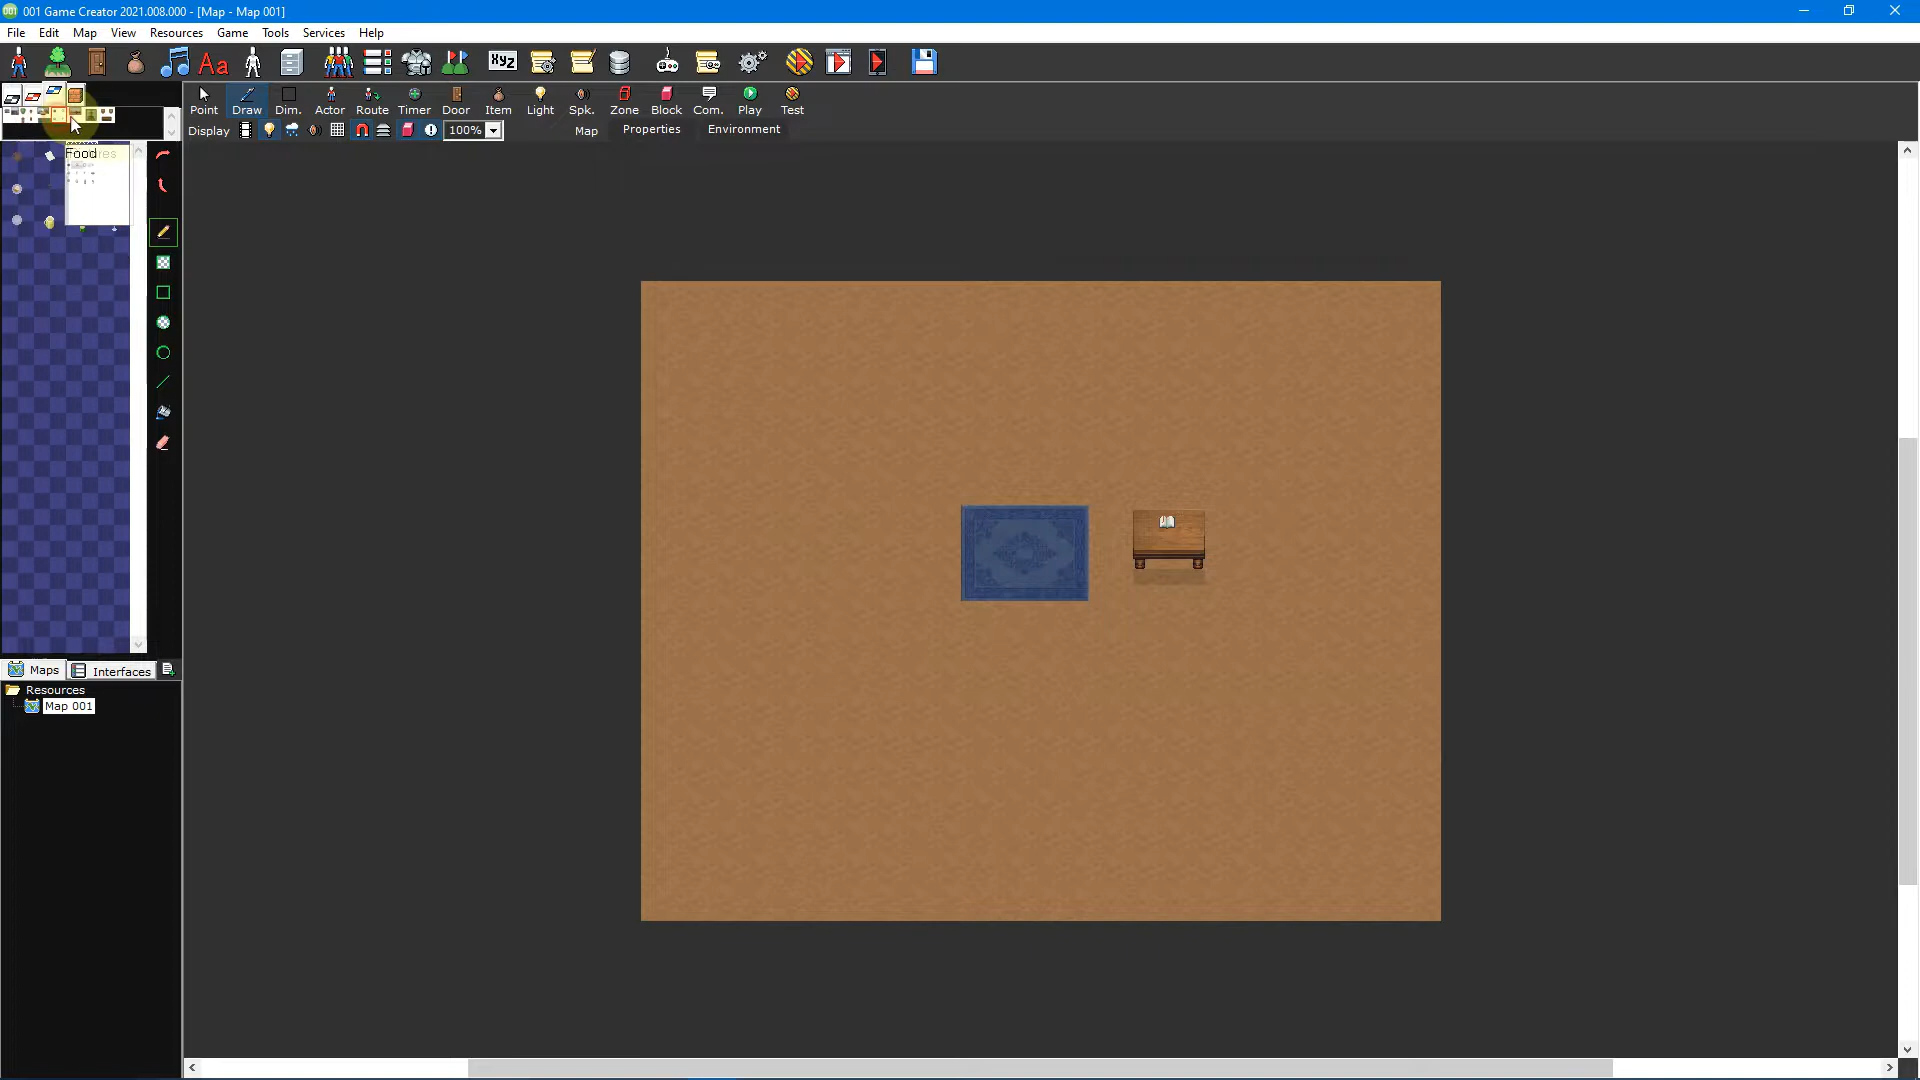 001 Game Creator 2021.008.000 - [Map - Map 001]
File Edit Map View Resources Game Tools Services Help
Aa XyZ
Point Draw Dim. Actor Route Timer Door Item Light Spk. Zone Block Com. Play Test
Display 100% Map Properties Environment
Food
Maps Interfaces
Resources
Map 001